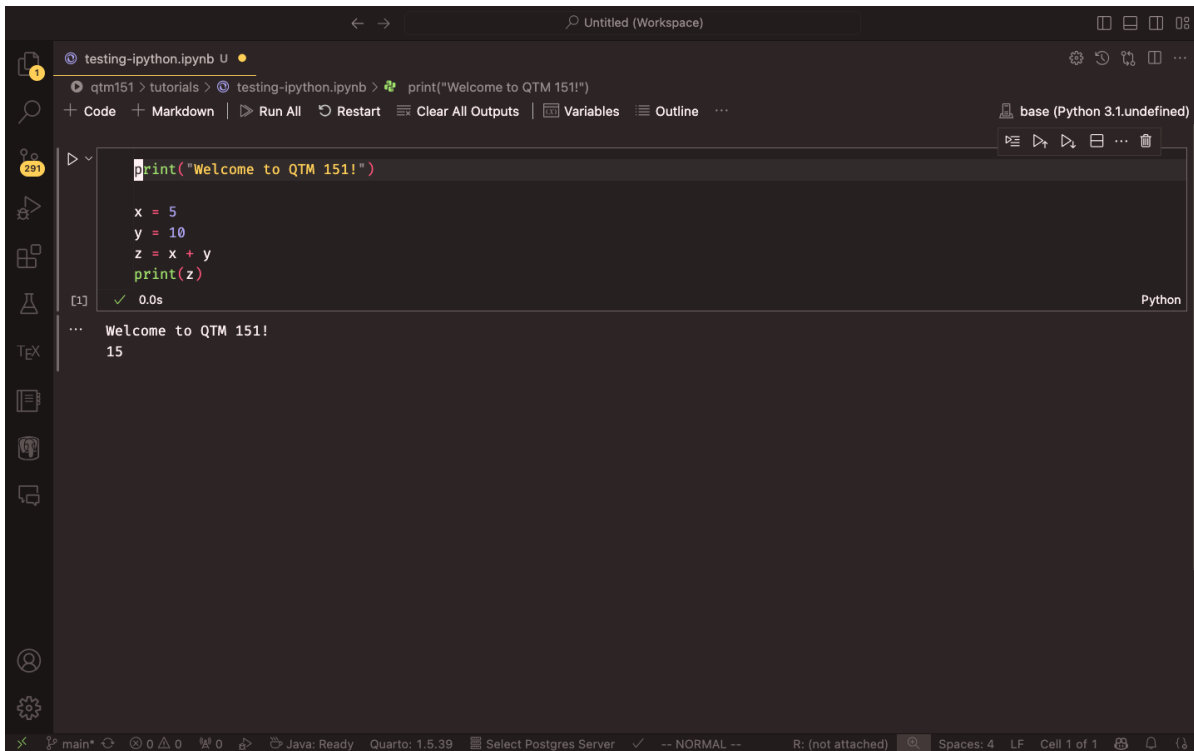 Untitled (Workspace)
testing-ipython.ipynb U
qtm151 > tutorials > testing-ipython.ipynb > print("Welcome to QTM 151!")
+ Code + Markdown | Run All Restart Clear All Outputs | Variables Outline ... base (Python 3.1.undefined)
1
291
print("Welcome to QTM 151!")
x = 5
y = 10
z = x + y
print(z)
[1] ✓ 0.0s Python
... Welcome to QTM 151!
15
TEX
main* 0 0 0 Java: Ready Quarto: 1.5.39 Select Postgres Server ✓ -- NORMAL -- R: (not attached) Spaces: 4 LF Cell 1 of 1